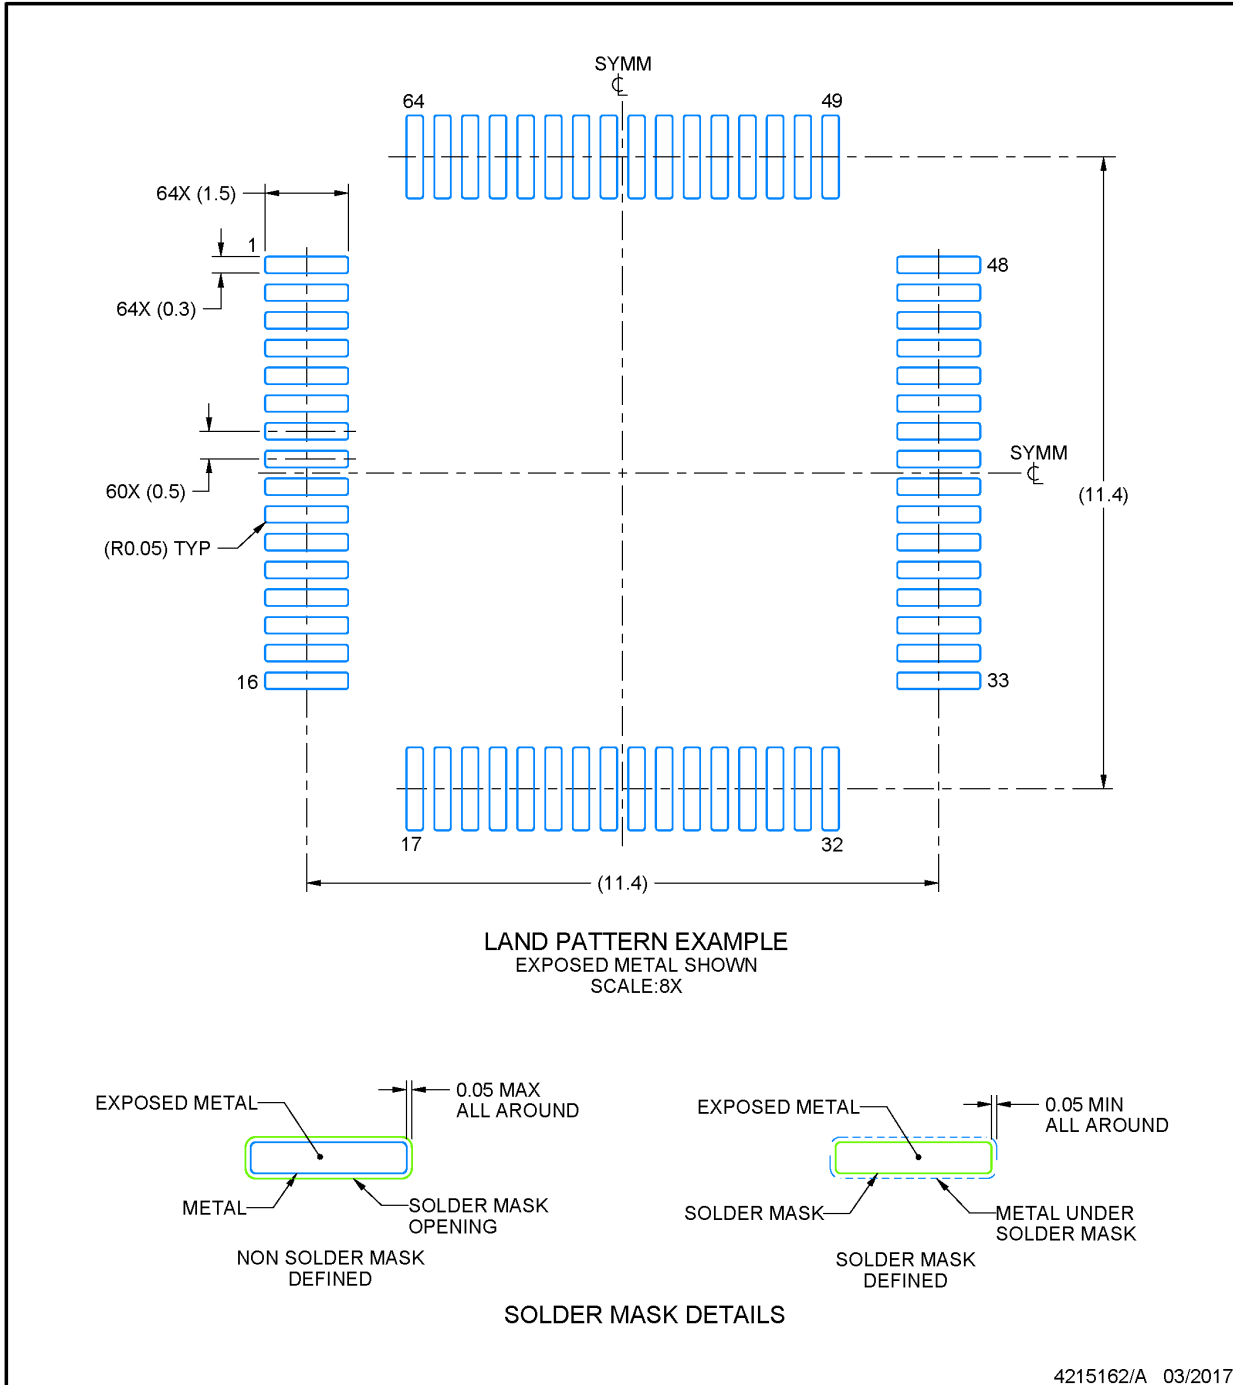 SYMM
℄
64
49
64X (1.5)
1
48
64X (0.3)
SYMM
℄
60X (0.5)
(11.4)
(R0.05) TYP
16
33
17
32
(11.4)
LAND PATTERN EXAMPLE
EXPOSED METAL SHOWN
SCALE:8X
0.05 MAX
ALL AROUND
EXPOSED METAL
METAL
SOLDER MASK
OPENING
NON SOLDER MASK
DEFINED
0.05 MIN
ALL AROUND
EXPOSED METAL
SOLDER MASK
METAL UNDER
SOLDER MASK
SOLDER MASK
DEFINED
SOLDER MASK DETAILS
4215162/A 03/2017